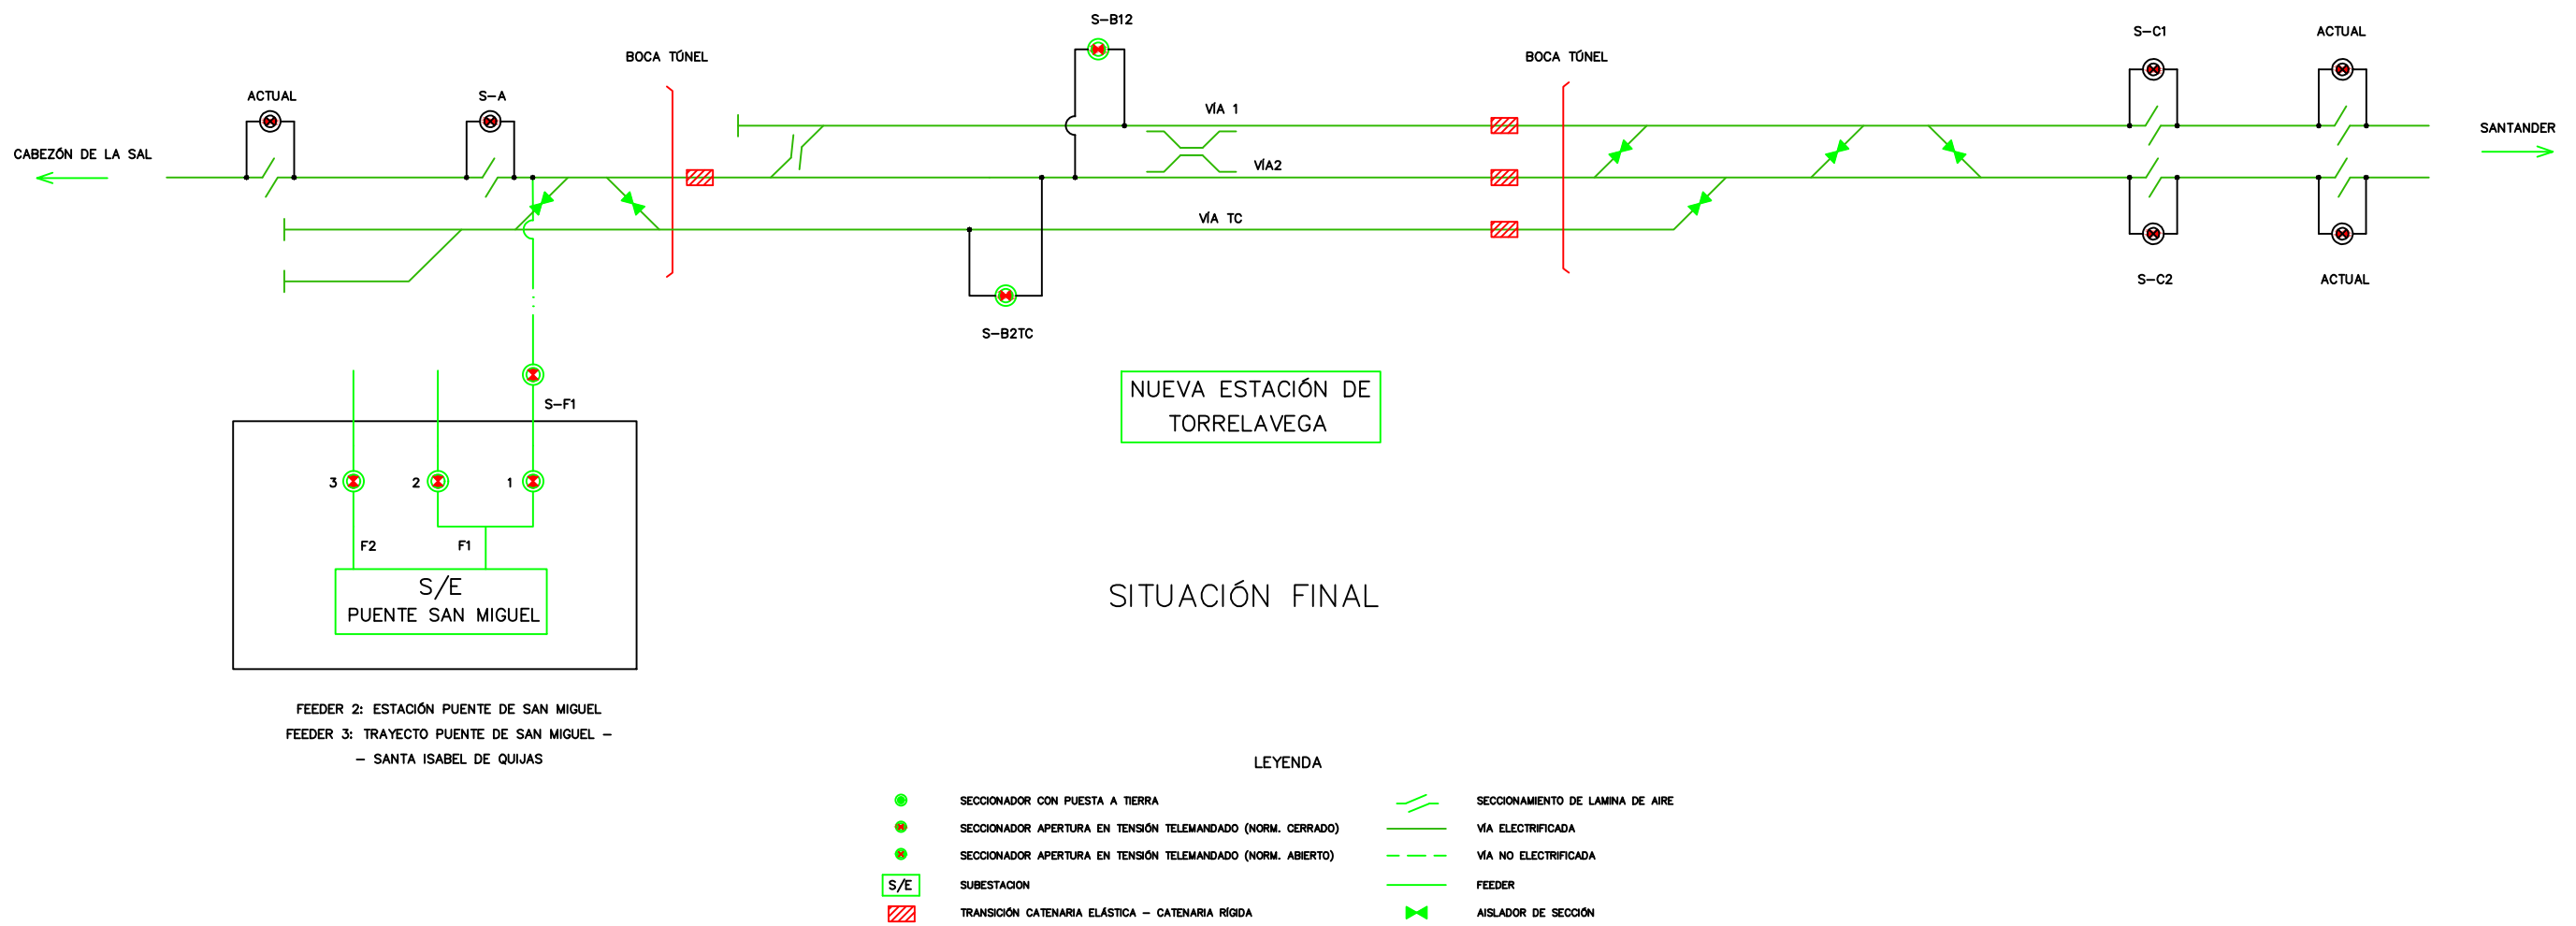 S-B12
S-C1
ACTUAL
BOCA TÚNEL
BOCA TÚNEL
ACTUAL
S-A
VÍA 1
SANTANDER
CABEZÓN DE LA SAL
VÍA2
VÍA TC
S-C2
ACTUAL
S-B2TC
NUEVA ESTACIÓN DE
TORRELAVEGA
S-F1
3
2
1
F2
F1
S/E
PUENTE SAN MIGUEL
SITUACIÓN FINAL
FEEDER 2: ESTACIÓN PUENTE DE SAN MIGUEL
FEEDER 3: TRAYECTO PUENTE DE SAN MIGUEL -
- SANTA ISABEL DE QUIJAS
LEYENDA
SECCIONADOR CON PUESTA A TIERRA
SECCIONADOR APERTURA EN TENSIÓN TELEMANDADO (NORM. CERRADO)
SECCIONADOR APERTURA EN TENSIÓN TELEMANDADO (NORM. ABIERTO)
S/E
SUBESTACION
TRANSICIÓN CATENARIA ELÁSTICA - CATENARIA RÍGIDA
SECCIONAMIENTO DE LAMINA DE AIRE
VÍA ELECTRIFICADA
VÍA NO ELECTRIFICADA
FEEDER
AISLADOR DE SECCIÓN